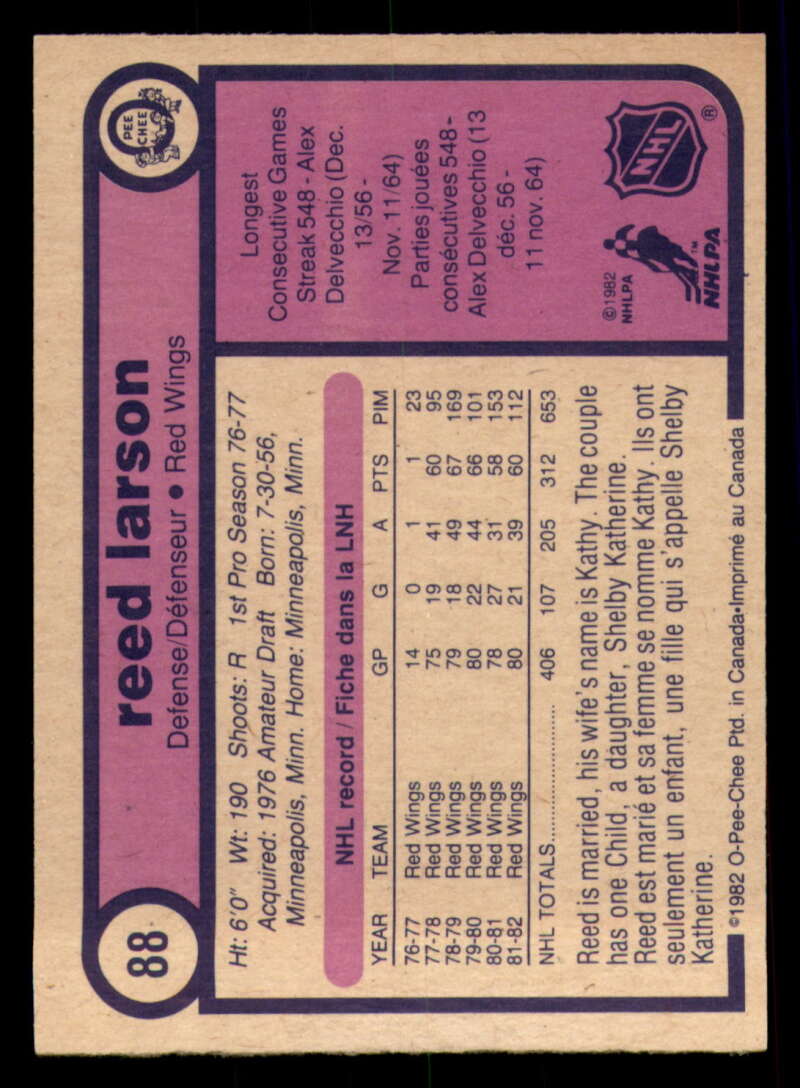 88
reed larson
Defense/Défenseur • Red Wings
PEE
CHEE
Ht: 6'0" Wt: 190 Shoots: R 1st Pro Season 76-77
Acquired: 1976 Amateur Draft Born: 7-30-56,
Minneapolis, Minn. Home: Minneapolis, Minn.
NHL record / Fiche dans la LNH
YEAR TEAM GP G A PTS PIM
76-77 Red Wings 14 0 1 1 23
77-78 Red Wings 75 19 41 60 95
78-79 Red Wings 79 18 49 67 169
79-80 Red Wings 80 22 44 66 101
80-81 Red Wings 78 27 31 58 153
81-82 Red Wings 80 21 39 60 112
NHL TOTALS.................... 406 107 205 312 653
Reed is married, his wife's name is Kathy. The couple
has one Child, a daughter, Shelby Katherine.
Reed est marié et sa femme se nomme Kathy. Ils ont
seulement un enfant, une fille qui s'appelle Shelby
Katherine.
©1982 O-Pee-Chee Ptd. in Canada•Imprimé au Canada
Longest
Consecutive Games
Streak 548 - Alex
Delvecchio (Dec.
13/56 -
Nov. 11/64)
Parties jouées
consécutives 548-
Alex Delvecchio (13
déc. 56 -
11 nov. 64)
©1982
NHLPA
NHLPA
TM
NHL
®